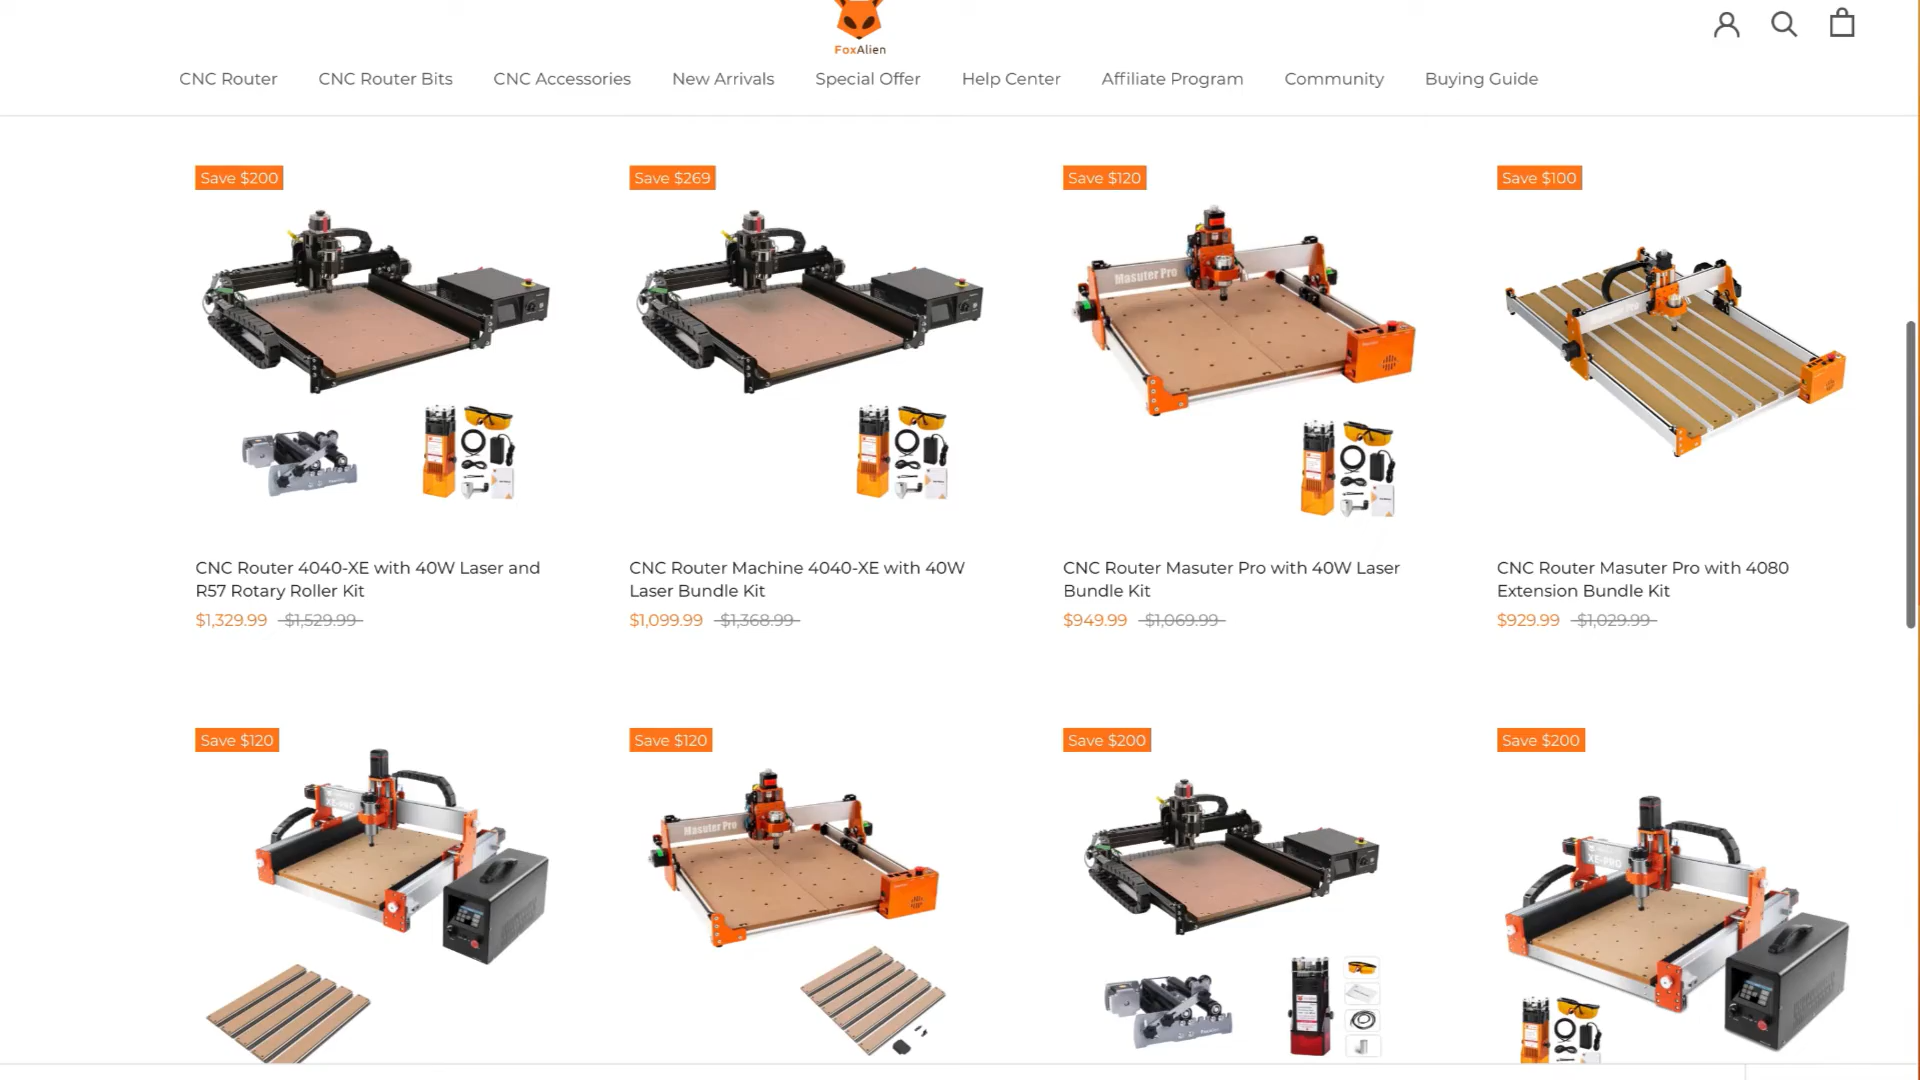 FoxAlien
CNC Router
CNC Router Bits
CNC Accessories
New Arrivals
Special Offer
Help Center
Affiliate Program
Community
Buying Guide
Save $200
Save $269
Save $120
Save $100
Masuter Pro
CNC Router 4040-XE with 40W Laser and
R57 Rotary Roller Kit
$1,329.99 $1,529.99
CNC Router Machine 4040-XE with 40W
Laser Bundle Kit
$1,099.99 $1,368.99
CNC Router Masuter Pro with 40W Laser
Bundle Kit
$949.99 $1,069.99
CNC Router Masuter Pro with 4080
Extension Bundle Kit
$929.99 $1,029.99
Save $120
Save $120
Save $200
Save $200
XE-PRO
Masuter Pro
XE-PRO